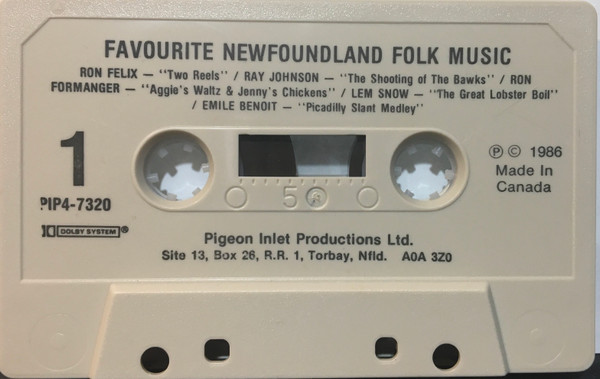 FAVOURITE NEWFOUNDLAND FOLK MUSIC
RON FELIX — "Two Reels" / RAY JOHNSON — "The Shooting of The Bawks" / RON
FORMANGER — "Aggie's Waltz & Jenny's Chickens" / LEM SNOW — "The Great Lobster Boil"
/ EMILE BENOIT — "Picadilly Slant Medley"
1
PIP4-7320
DOLBY SYSTEM®
5
Ⓟ © 1986
Made In
Canada
Pigeon Inlet Productions Ltd.
Site 13, Box 26, R.R. 1, Torbay, Nfld. A0A 3Z0